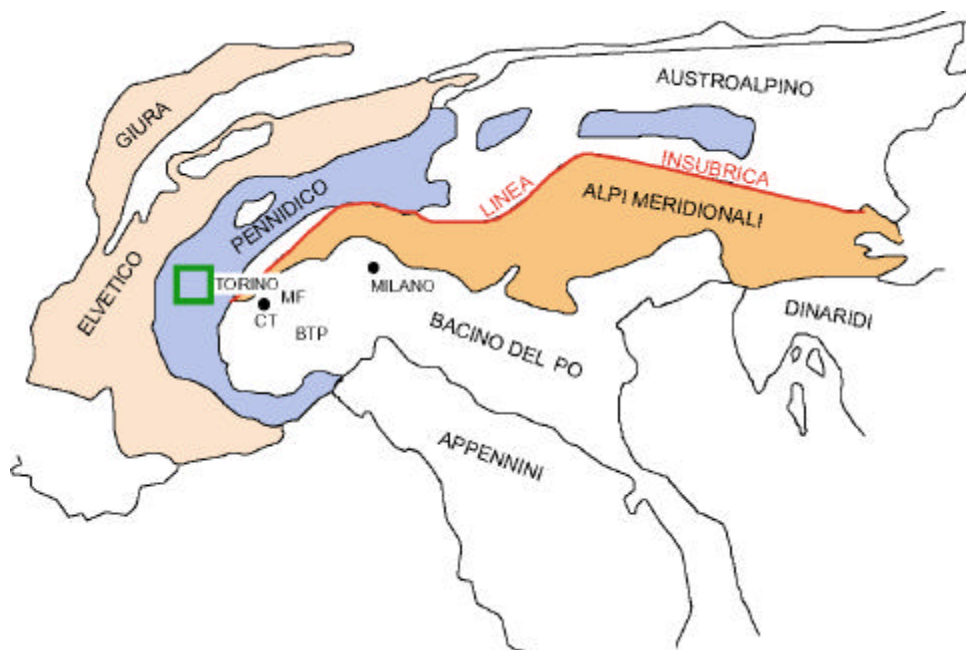 AUSTROALPINO
GIURA
LINEA
INSUBRICA
PENNIDICO
ALPI MERIDIONALI
ELVETICO
TORINO
MF
MILANO
CT
BTP
BACINO DEL PO
DINARIDI
APPENNINI